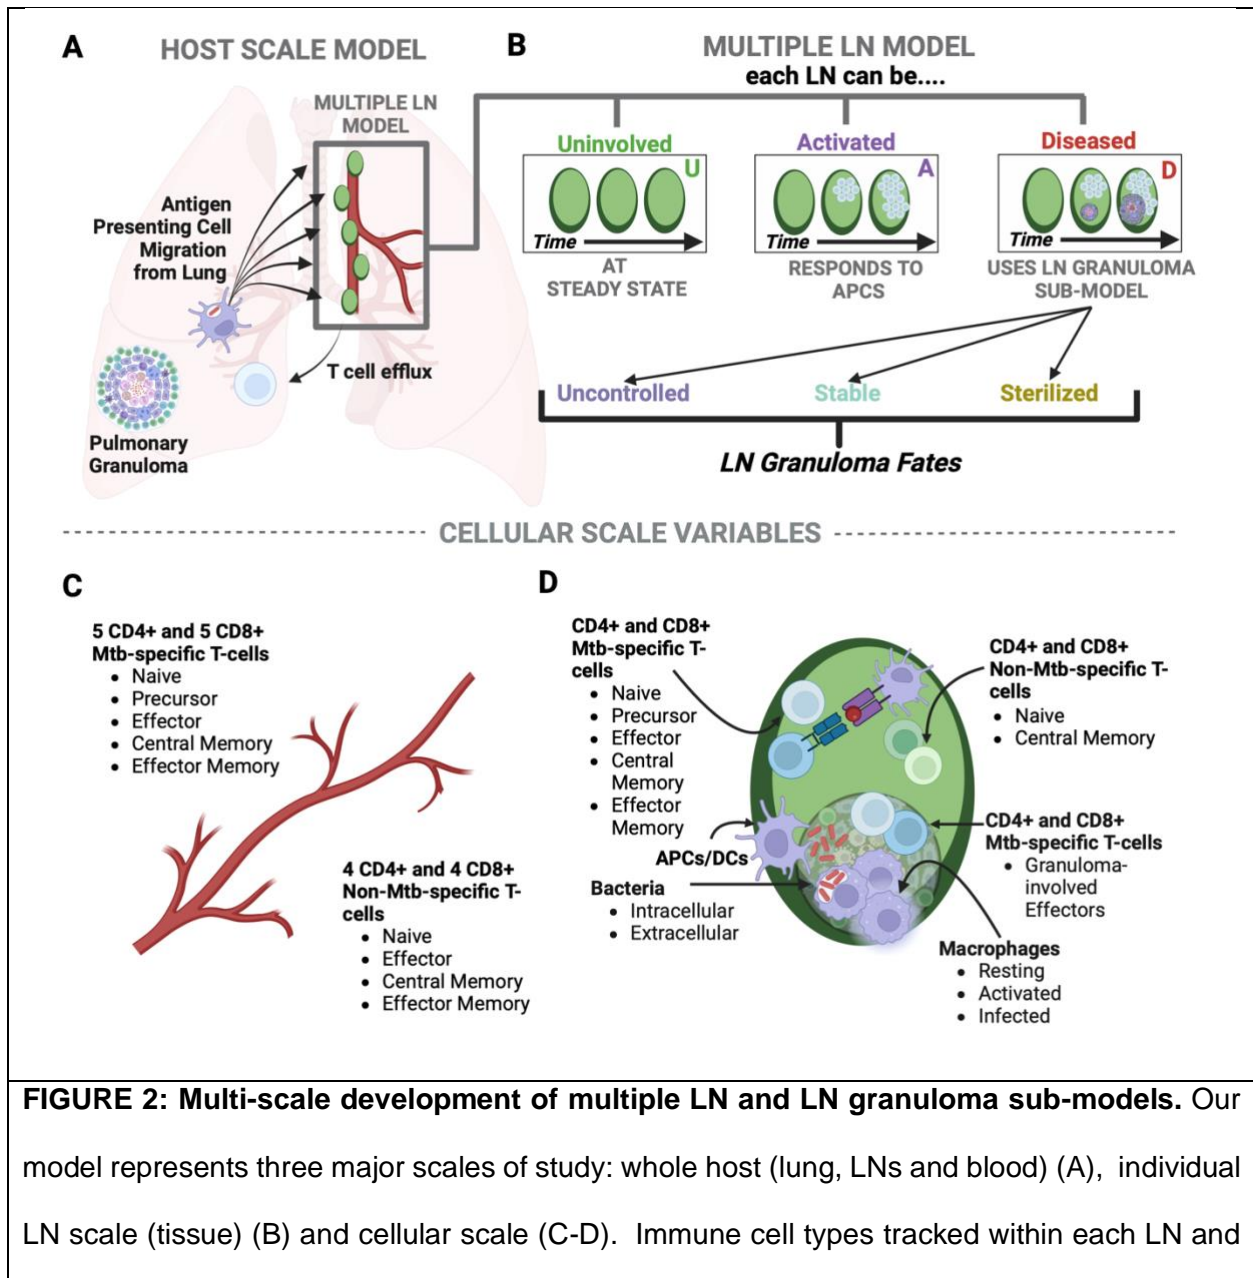 A
HOST SCALE MODEL
MULTIPLE LN
MODEL
Antigen
Presenting Cell
Migration
from Lung
T cell efflux
Pulmonary
Granuloma
B
MULTIPLE LN MODEL
each LN can be....
Uninvolved
U
Time
AT
STEADY STATE
Activated
A
Time
RESPONDS TO
APCS
Diseased
D
Time
USES LN GRANULOMA
SUB-MODEL
Uncontrolled
Stable
Sterilized
LN Granuloma Fates
CELLULAR SCALE VARIABLES
C
5 CD4+ and 5 CD8+
Mtb-specific T-cells
• Naive
• Precursor
• Effector
• Central Memory
• Effector Memory
4 CD4+ and 4 CD8+
Non-Mtb-specific T-
cells
• Naive
• Effector
• Central Memory
• Effector Memory
D
CD4+ and CD8+
Mtb-specific T-
cells
• Naive
• Precursor
• Effector
• Central
Memory
• Effector
Memory
APCs/DCs
Bacteria
• Intracellular
• Extracellular
CD4+ and CD8+
Non-Mtb-specific T-
cells
• Naive
• Central Memory
CD4+ and CD8+
Mtb-specific T-cells
• Granuloma-
involved
Effectors
Macrophages
• Resting
• Activated
• Infected
FIGURE 2: Multi-scale development of multiple LN and LN granuloma sub-models. Our
model represents three major scales of study: whole host (lung, LNs and blood) (A), individual
LN scale (tissue) (B) and cellular scale (C-D). Immune cell types tracked within each LN and